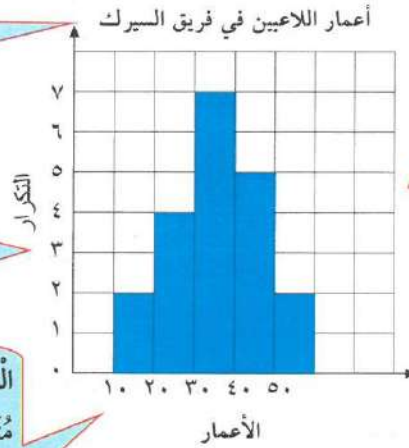 أعمار اللاعبين في فريق السيرك
التكرار
٧
٦
٥
٤
٣
٢
١
٠
١٠ ٢٠ ٣٠ ٤٠ ٥٠
الأعمار